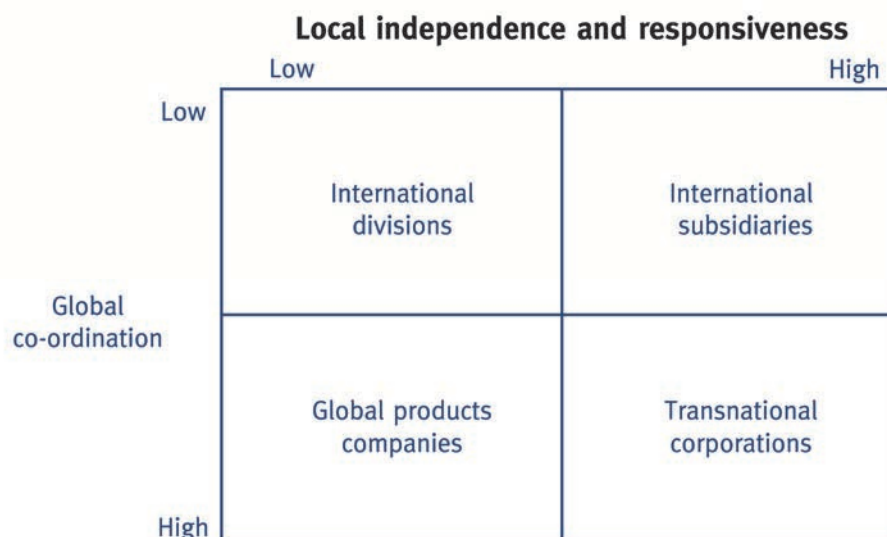 Local independence and responsiveness
Low
High
Low
International
divisions
International
subsidiaries
Global
co-ordination
Global products
companies
Transnational
corporations
High